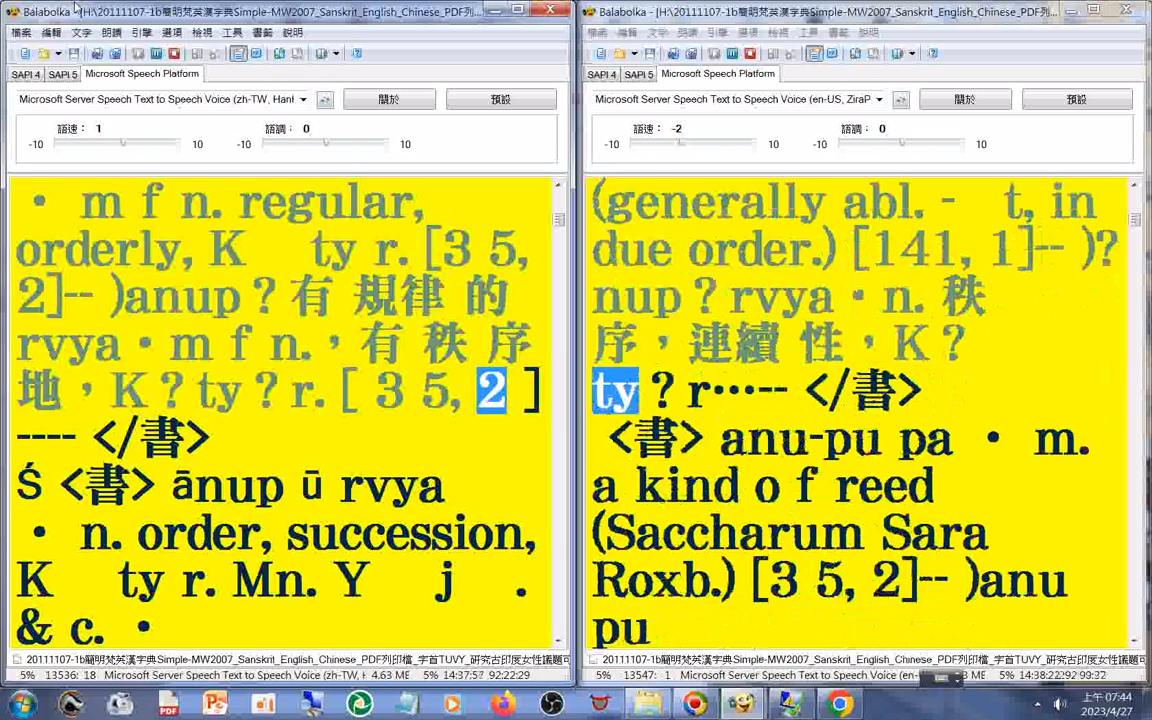 Balabolka - [H:\20111107-1b簡明梵英漢字典Simple-MW2007_Sanskrit_English_Chinese_PDF列...
檔案 編輯 文字 朗讀 引擎 選項 檢視 工具 書籤 說明
SAPI 4 SAPI 5 Microsoft Speech Platform
Microsoft Server Speech Text to Speech Voice (zh-TW, Han 關於 預設
語速： 1 語調： 0
-10 10 -10 10
• m f n. regular,
orderly, K ty r. [3 5,
2]-- )anup ? 有 規律 的
rvya • m f n.，有 秩 序
地，K ? ty ? r. [ 3 5, 2 ]
---- </書>
Ś <書> ānup ū rvya
• n. order, succession,
K ty r. Mn. Y j .
& c. •
20111107-1b簡明梵英漢字典Simple-MW2007_Sanskrit_English_Chinese_PDF列印檔_字首TUVY_研究古印度女性議題可
5% 13536: 18 Microsoft Server Speech Text to Speech Voice (zh-TW, H 4.63 ME 5% 14:37:57 92:22:29
Balabolka - [H:\20111107-1b簡明梵英漢字典Simple-MW2007_Sanskrit_English_Chinese_PDF列印...
檔案 編輯 文字 朗讀 引擎 選項 檢視 工具 書籤 說明
SAPI 4 SAPI 5 Microsoft Speech Platform
Microsoft Server Speech Text to Speech Voice (en-US, ZiraP 關於 預設
語速： -2 語調： 0
-10 10 -10 10
(generally abl. - t, in
due order.) [141, 1]-- )?
nup ? rvya • n. 秩
序，連續 性，K ?
ty ? r…-- </書>
<書> anu-pu pa • m.
a kind o f reed
(Saccharum Sara
Roxb.) [3 5, 2]-- )anu
pu
20111107-1b簡明梵英漢字典Simple-MW2007_Sanskrit_English_Chinese_PDF列印檔_字首TUVY_研究古印度女性議題可
5% 13547: 1 Microsoft Server Speech Text to Speech Voice (en- 4.63 ME 5% 14:38:22 99:32
上午 07:44
2023/4/27